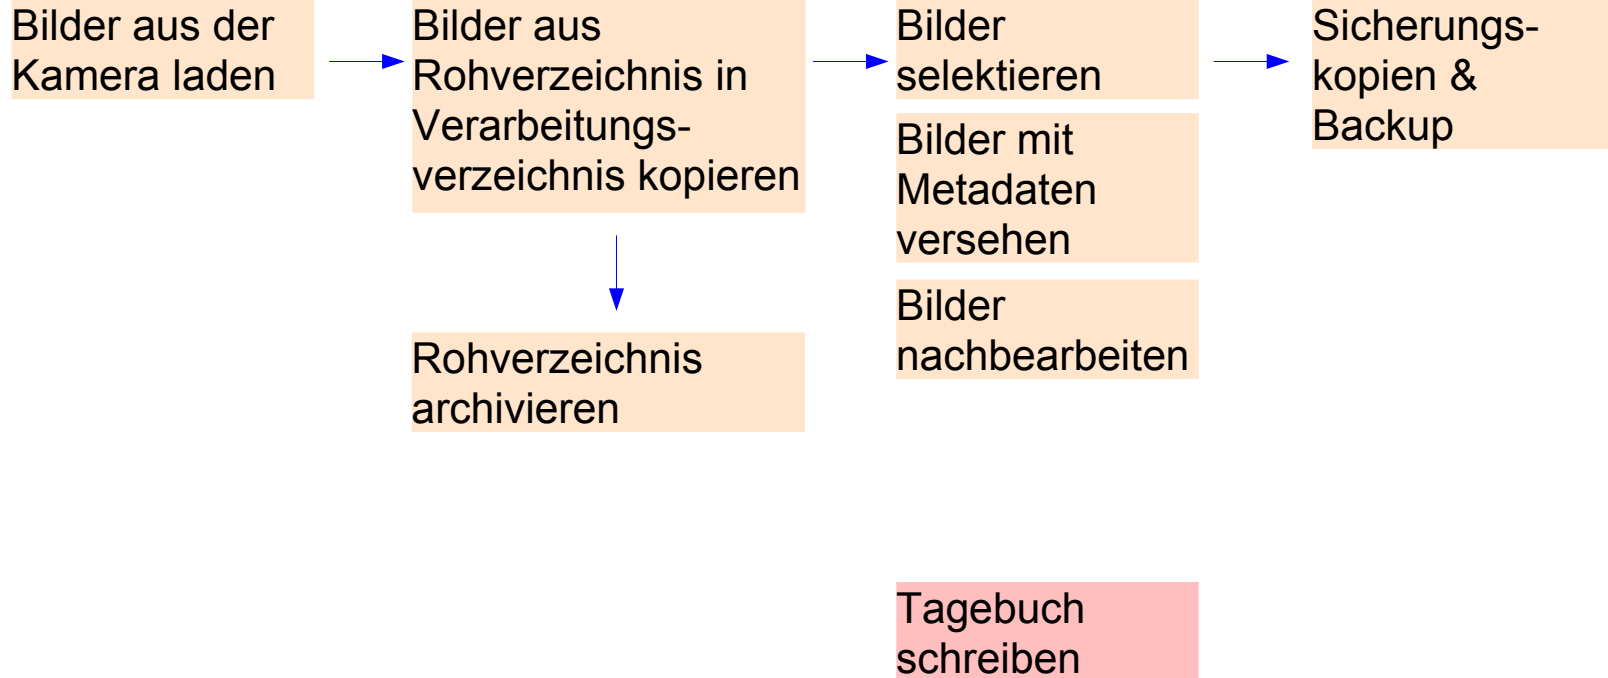 Bilder aus der
Kamera laden
Bilder aus
Rohverzeichnis in
Verarbeitungs-
verzeichnis kopieren
Rohverzeichnis
archivieren
Bilder
selektieren
Bilder mit
Metadaten
versehen
Bilder
nachbearbeiten
Sicherungs-
kopien &
Backup
Tagebuch
schreiben